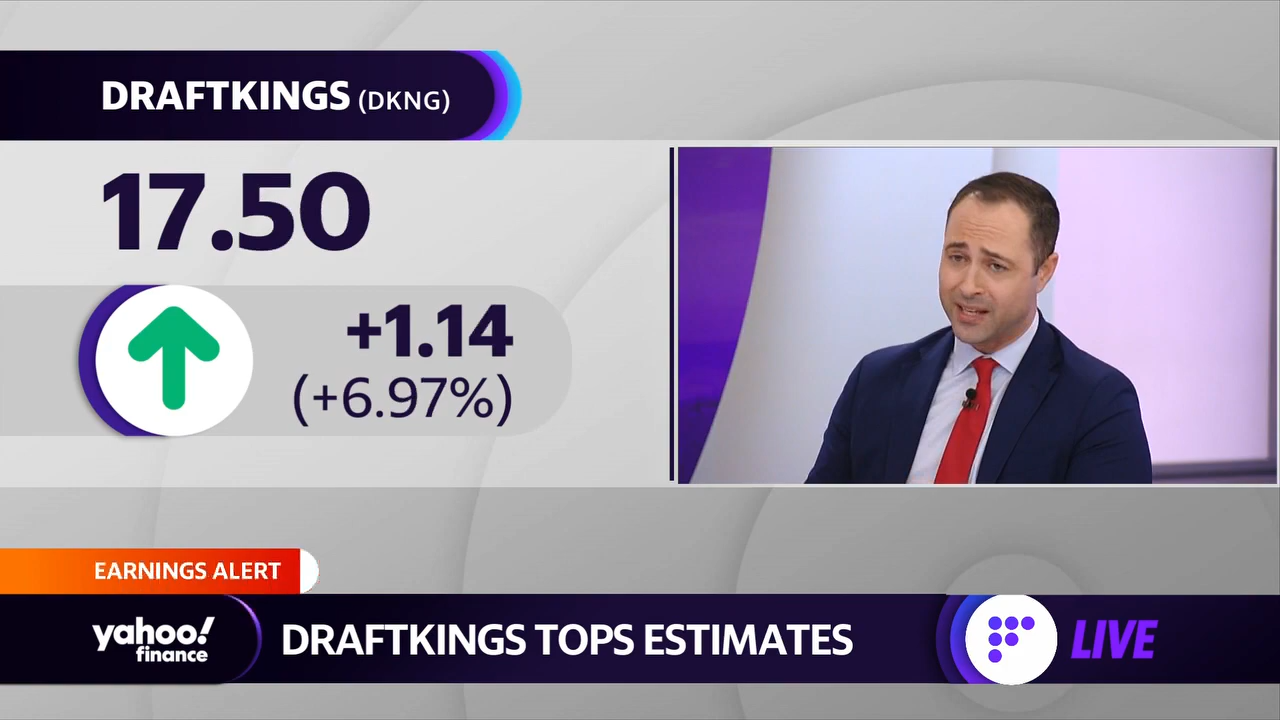 DRAFTKINGS (DKNG)
17.50
+1.14
(+6.97%)
EARNINGS ALERT
yahoo!
finance
DRAFTKINGS TOPS ESTIMATES
LIVE